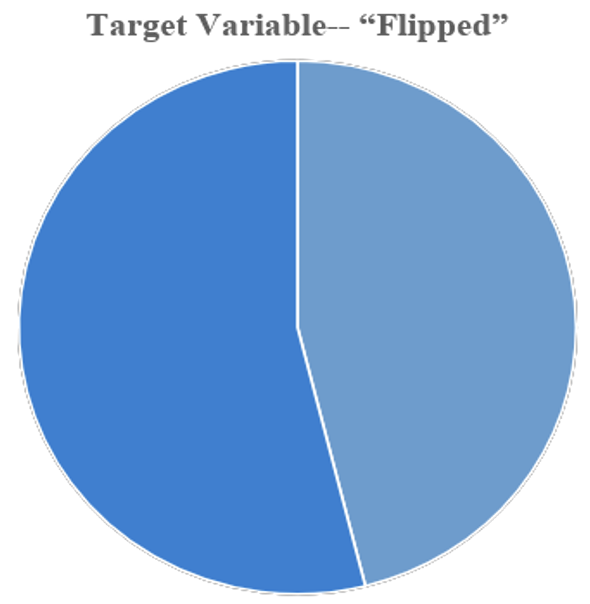 Target Variable-- “Flipped”